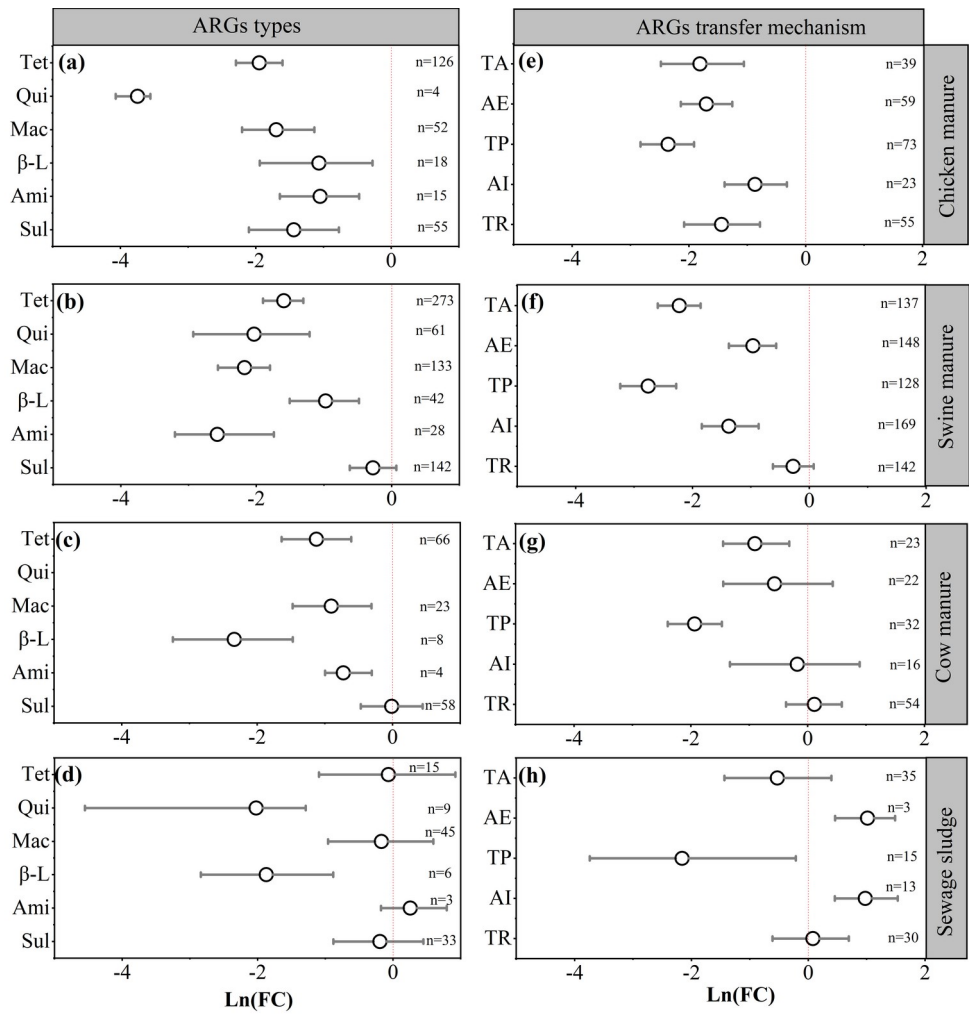 ARGs types
ARGs transfer mechanism
(a)
Tet
n=126
Qui
n=4
Mac
n=52
β-L
n=18
Ami
n=15
Sul
n=55
-4
-2
0
(e)
TA
n=39
AE
n=59
TP
n=73
AI
n=23
TR
n=55
-4
-2
0
2
Chicken manure
(b)
Tet
n=273
Qui
n=61
Mac
n=133
β-L
n=42
Ami
n=28
Sul
n=142
-4
-2
0
(f)
TA
n=137
AE
n=148
TP
n=128
AI
n=169
TR
n=142
-4
-2
0
2
Swine manure
(c)
Tet
n=66
Qui
Mac
n=23
β-L
n=8
Ami
n=4
Sul
n=58
-4
-2
0
(g)
TA
n=23
AE
n=22
TP
n=32
AI
n=16
TR
n=54
-4
-2
0
2
Cow manure
(d)
Tet
n=15
Qui
n=9
Mac
n=45
β-L
n=6
Ami
n=3
Sul
n=33
-4
-2
0
Ln(FC)
(h)
TA
n=35
AE
n=3
TP
n=15
AI
n=13
TR
n=30
-4
-2
0
2
Ln(FC)
Sewage sludge